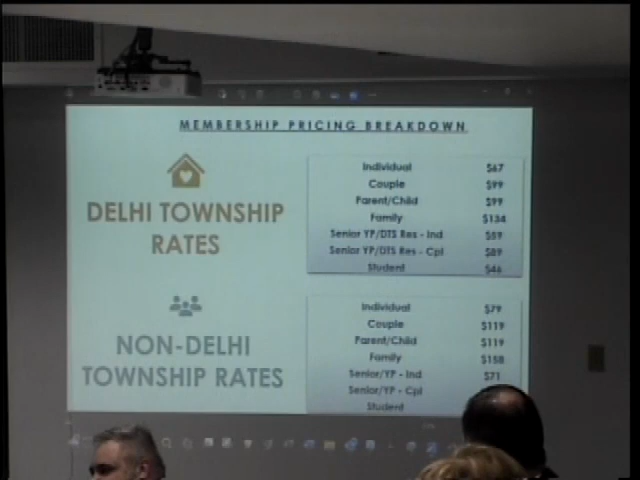 MEMBERSHIP PRICING BREAKDOWN
DELHI TOWNSHIP
RATES
Individual $67
Couple $99
Parent/Child $99
Family $134
Senior YP/DTS Res - Ind $59
Senior YP/DTS Res - Cpl $89
Student $46
NON-DELHI
TOWNSHIP RATES
Individual $79
Couple $119
Parent/Child $119
Family $158
Senior/YP - Ind $71
Senior/YP - Cpl
Student